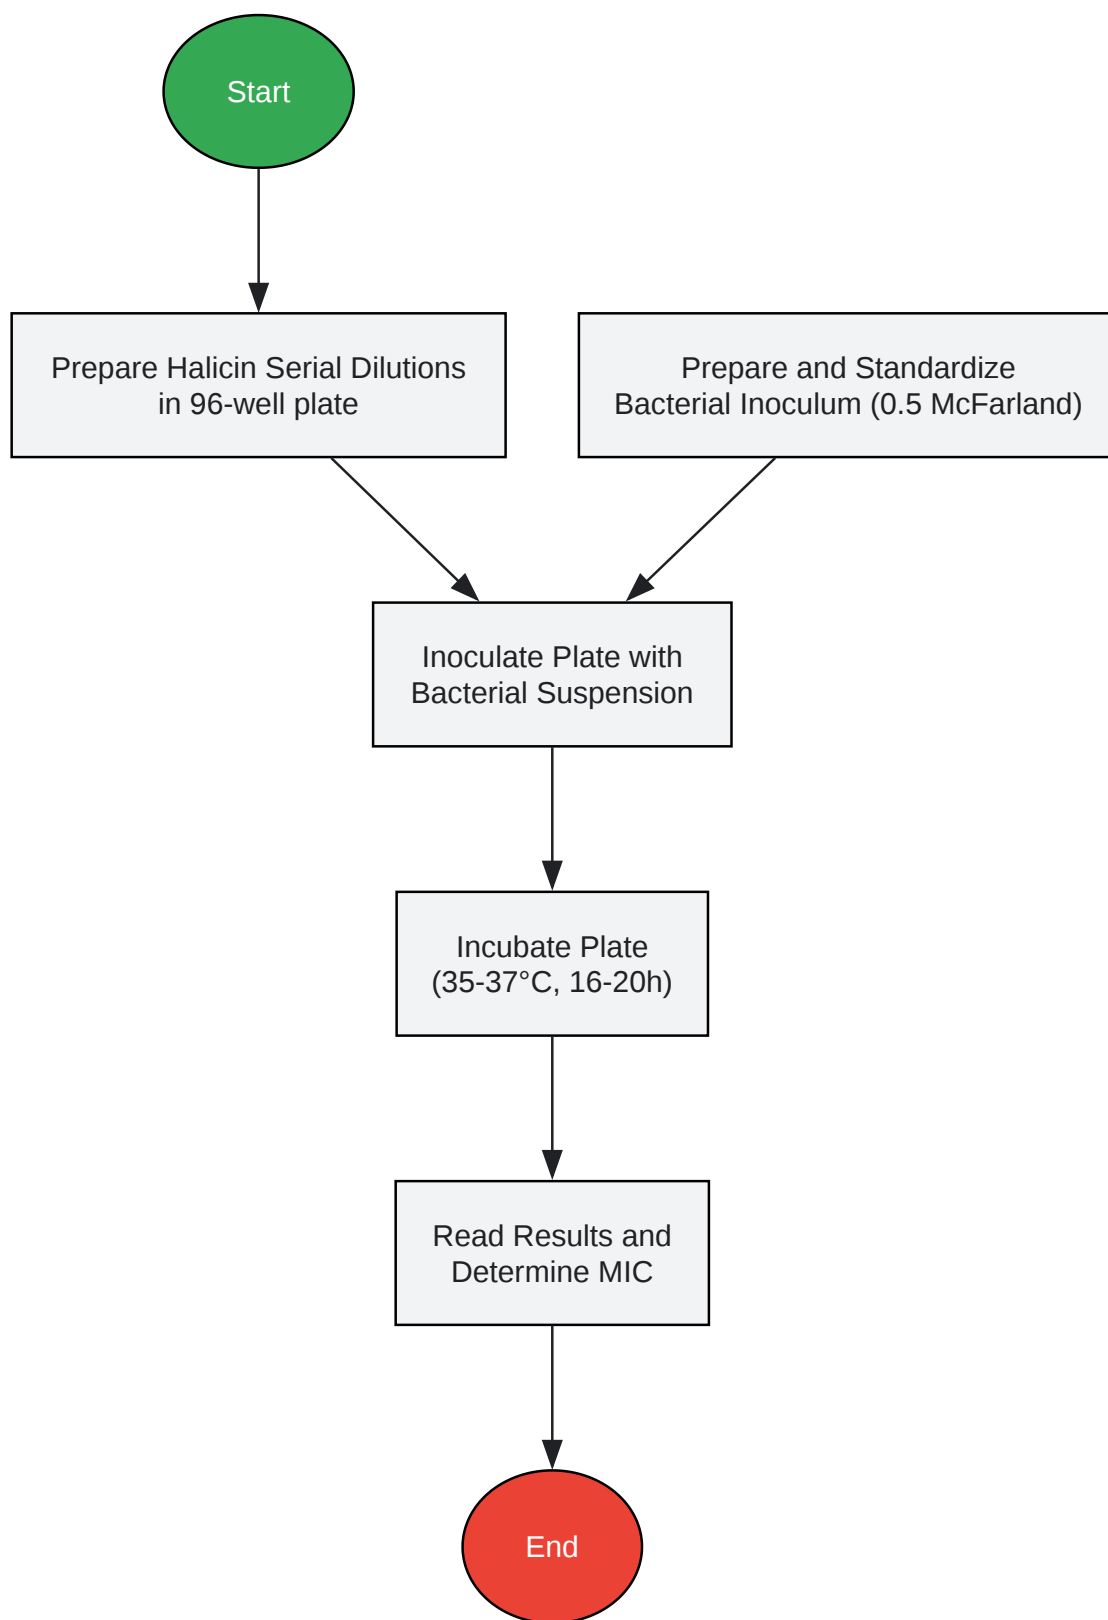 Start
Prepare Halicin Serial Dilutions
in 96-well plate
Prepare and Standardize
Bacterial Inoculum (0.5 McFarland)
Inoculate Plate with
Bacterial Suspension
Incubate Plate
(35-37°C, 16-20h)
Read Results and
Determine MIC
End